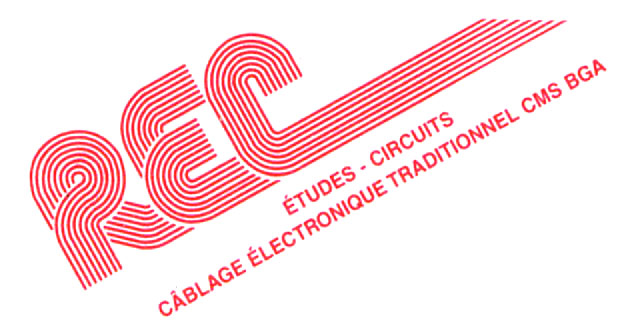 REC
ÉTUDES - CIRCUITS
CÂBLAGE ÉLECTRONIQUE TRADITIONNEL CMS BGA